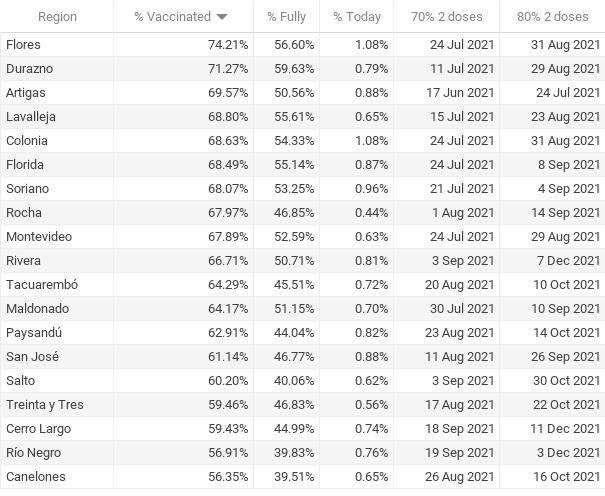 Region % Vaccinated % Fully % Today 70% 2 doses 80% 2 doses
Flores 74.21% 56.60% 1.08% 24 Jul 2021 31 Aug 2021
Durazno 71.27% 59.63% 0.79% 11 Jul 2021 29 Aug 2021
Artigas 69.57% 50.56% 0.88% 17 Jun 2021 24 Jul 2021
Lavalleja 68.80% 55.61% 0.65% 15 Jul 2021 23 Aug 2021
Colonia 68.63% 54.33% 1.08% 24 Jul 2021 31 Aug 2021
Florida 68.49% 55.14% 0.87% 24 Jul 2021 8 Sep 2021
Soriano 68.07% 53.25% 0.96% 21 Jul 2021 4 Sep 2021
Rocha 67.97% 46.85% 0.44% 1 Aug 2021 14 Sep 2021
Montevideo 67.89% 52.59% 0.63% 24 Jul 2021 29 Aug 2021
Rivera 66.71% 50.71% 0.81% 3 Sep 2021 7 Dec 2021
Tacuarembó 64.29% 45.51% 0.72% 20 Aug 2021 10 Oct 2021
Maldonado 64.17% 51.15% 0.70% 30 Jul 2021 10 Sep 2021
Paysandú 62.91% 44.04% 0.82% 23 Aug 2021 14 Oct 2021
San José 61.14% 46.77% 0.88% 11 Aug 2021 26 Sep 2021
Salto 60.20% 40.06% 0.62% 3 Sep 2021 30 Oct 2021
Treinta y Tres 59.46% 46.83% 0.56% 17 Aug 2021 22 Oct 2021
Cerro Largo 59.43% 44.99% 0.74% 18 Sep 2021 11 Dec 2021
Río Negro 56.91% 39.83% 0.76% 19 Sep 2021 3 Dec 2021
Canelones 56.35% 39.51% 0.65% 26 Aug 2021 16 Oct 2021